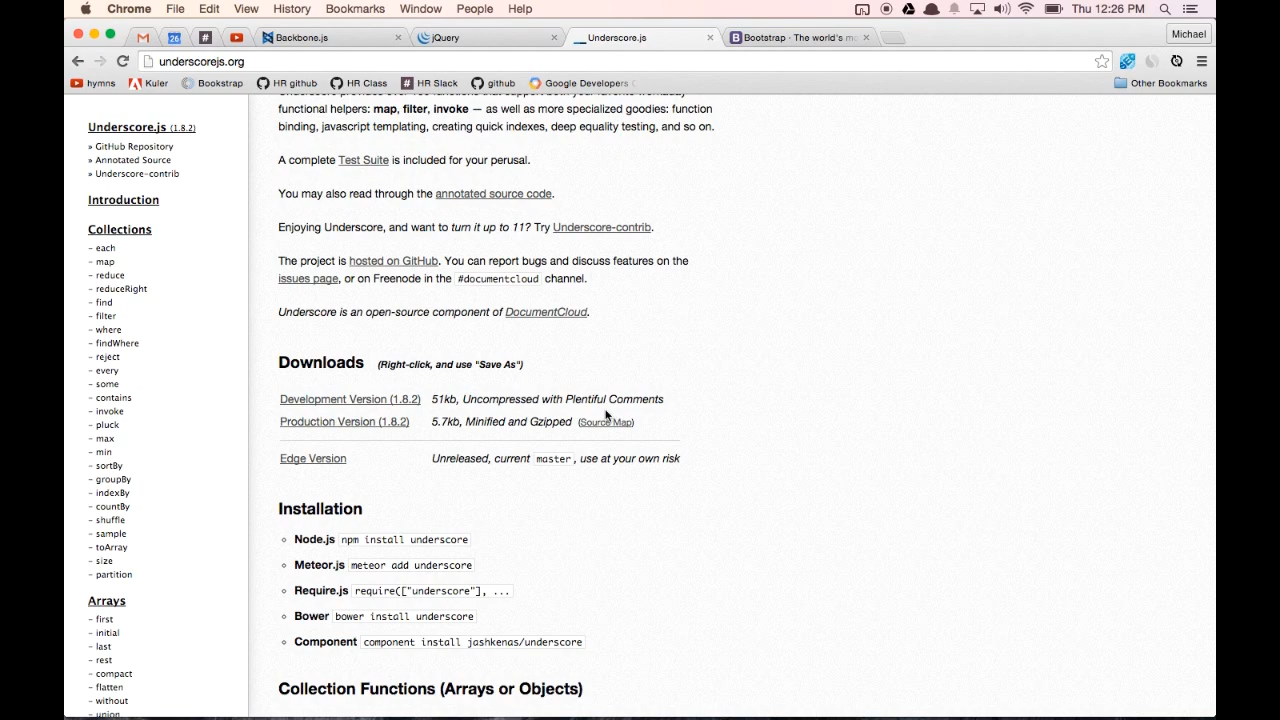 Chrome File Edit View History Bookmarks Window People Help Thu 12:26 PM
Backbone.js jQuery Underscore.js Bootstrap · The world's m Michael
underscorejs.org
hymns Kuler Bookstrap HR github HR Class HR Slack github Google Developers Other Bookmarks
Underscore.js (1.8.2)
» GitHub Repository
» Annotated Source
» Underscore-contrib
Introduction
Collections
- each
- map
- reduce
- reduceRight
- find
- filter
- where
- findWhere
- reject
- every
- some
- contains
- invoke
- pluck
- max
- min
- sortBy
- groupBy
- indexBy
- countBy
- shuffle
- sample
- toArray
- size
- partition
Arrays
- first
- initial
- last
- rest
- compact
- flatten
- without
- union
functional helpers: map, filter, invoke — as well as more specialized goodies: function
binding, javascript templating, creating quick indexes, deep equality testing, and so on.
A complete Test Suite is included for your perusal.
You may also read through the annotated source code.
Enjoying Underscore, and want to turn it up to 11? Try Underscore-contrib.
The project is hosted on GitHub. You can report bugs and discuss features on the
issues page, or on Freenode in the #documentcloud channel.
Underscore is an open-source component of DocumentCloud.
Downloads (Right-click, and use "Save As")
Development Version (1.8.2) 51kb, Uncompressed with Plentiful Comments
Production Version (1.8.2) 5.7kb, Minified and Gzipped (Source Map)
Edge Version Unreleased, current master, use at your own risk
Installation
Node.js npm install underscore
Meteor.js meteor add underscore
Require.js require(["underscore"], ...
Bower bower install underscore
Component component install jashkenas/underscore
Collection Functions (Arrays or Objects)